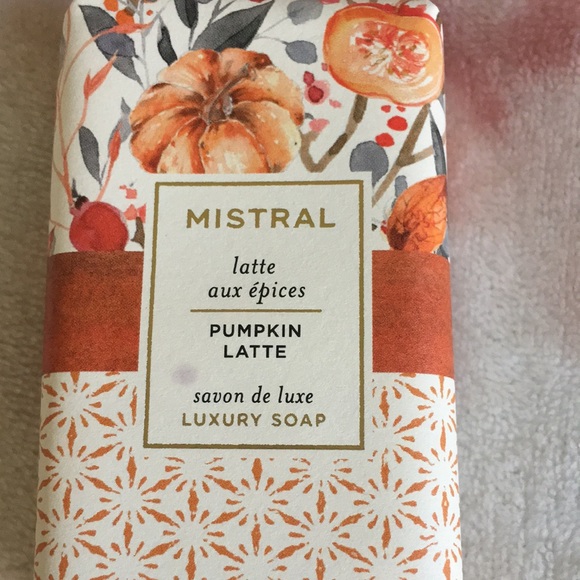 MISTRAL
latte
aux épices
PUMPKIN
LATTE
savon de luxe
LUXURY SOAP